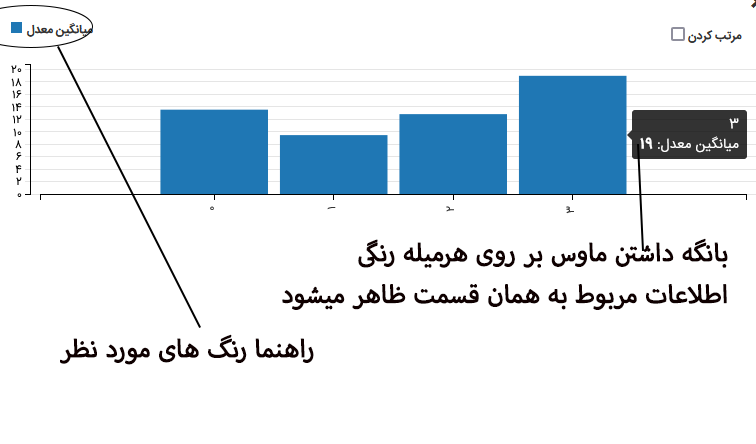 مرتب کردن
میانگین معدل
۲۰
۱۸
۱۶
۱۴
۱۲
۱۰
۸
۶
۴
۲
۰
۰
۱
۲
۳
۳
میانگین معدل: ۱۹
بانگه داشتن ماوس بر روی هرمیله رنگی
اطلاعات مربوط به همان قسمت ظاهر میشود
راهنما رنگ های مورد نظر